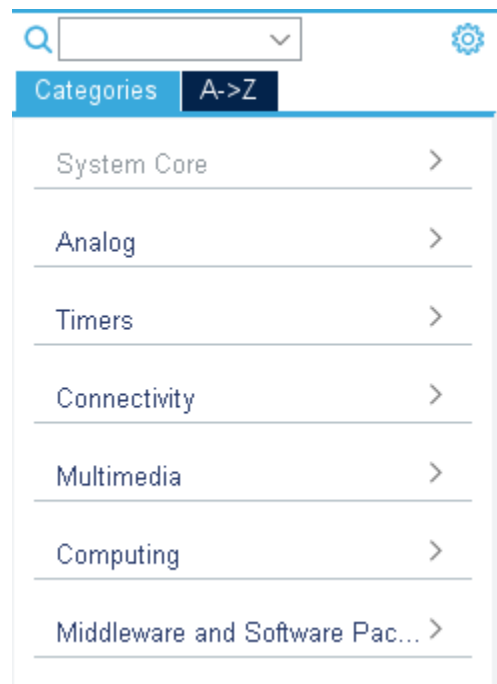 Categories A->Z
System Core
Analog
Timers
Connectivity
Multimedia
Computing
Middleware and Software Pac...